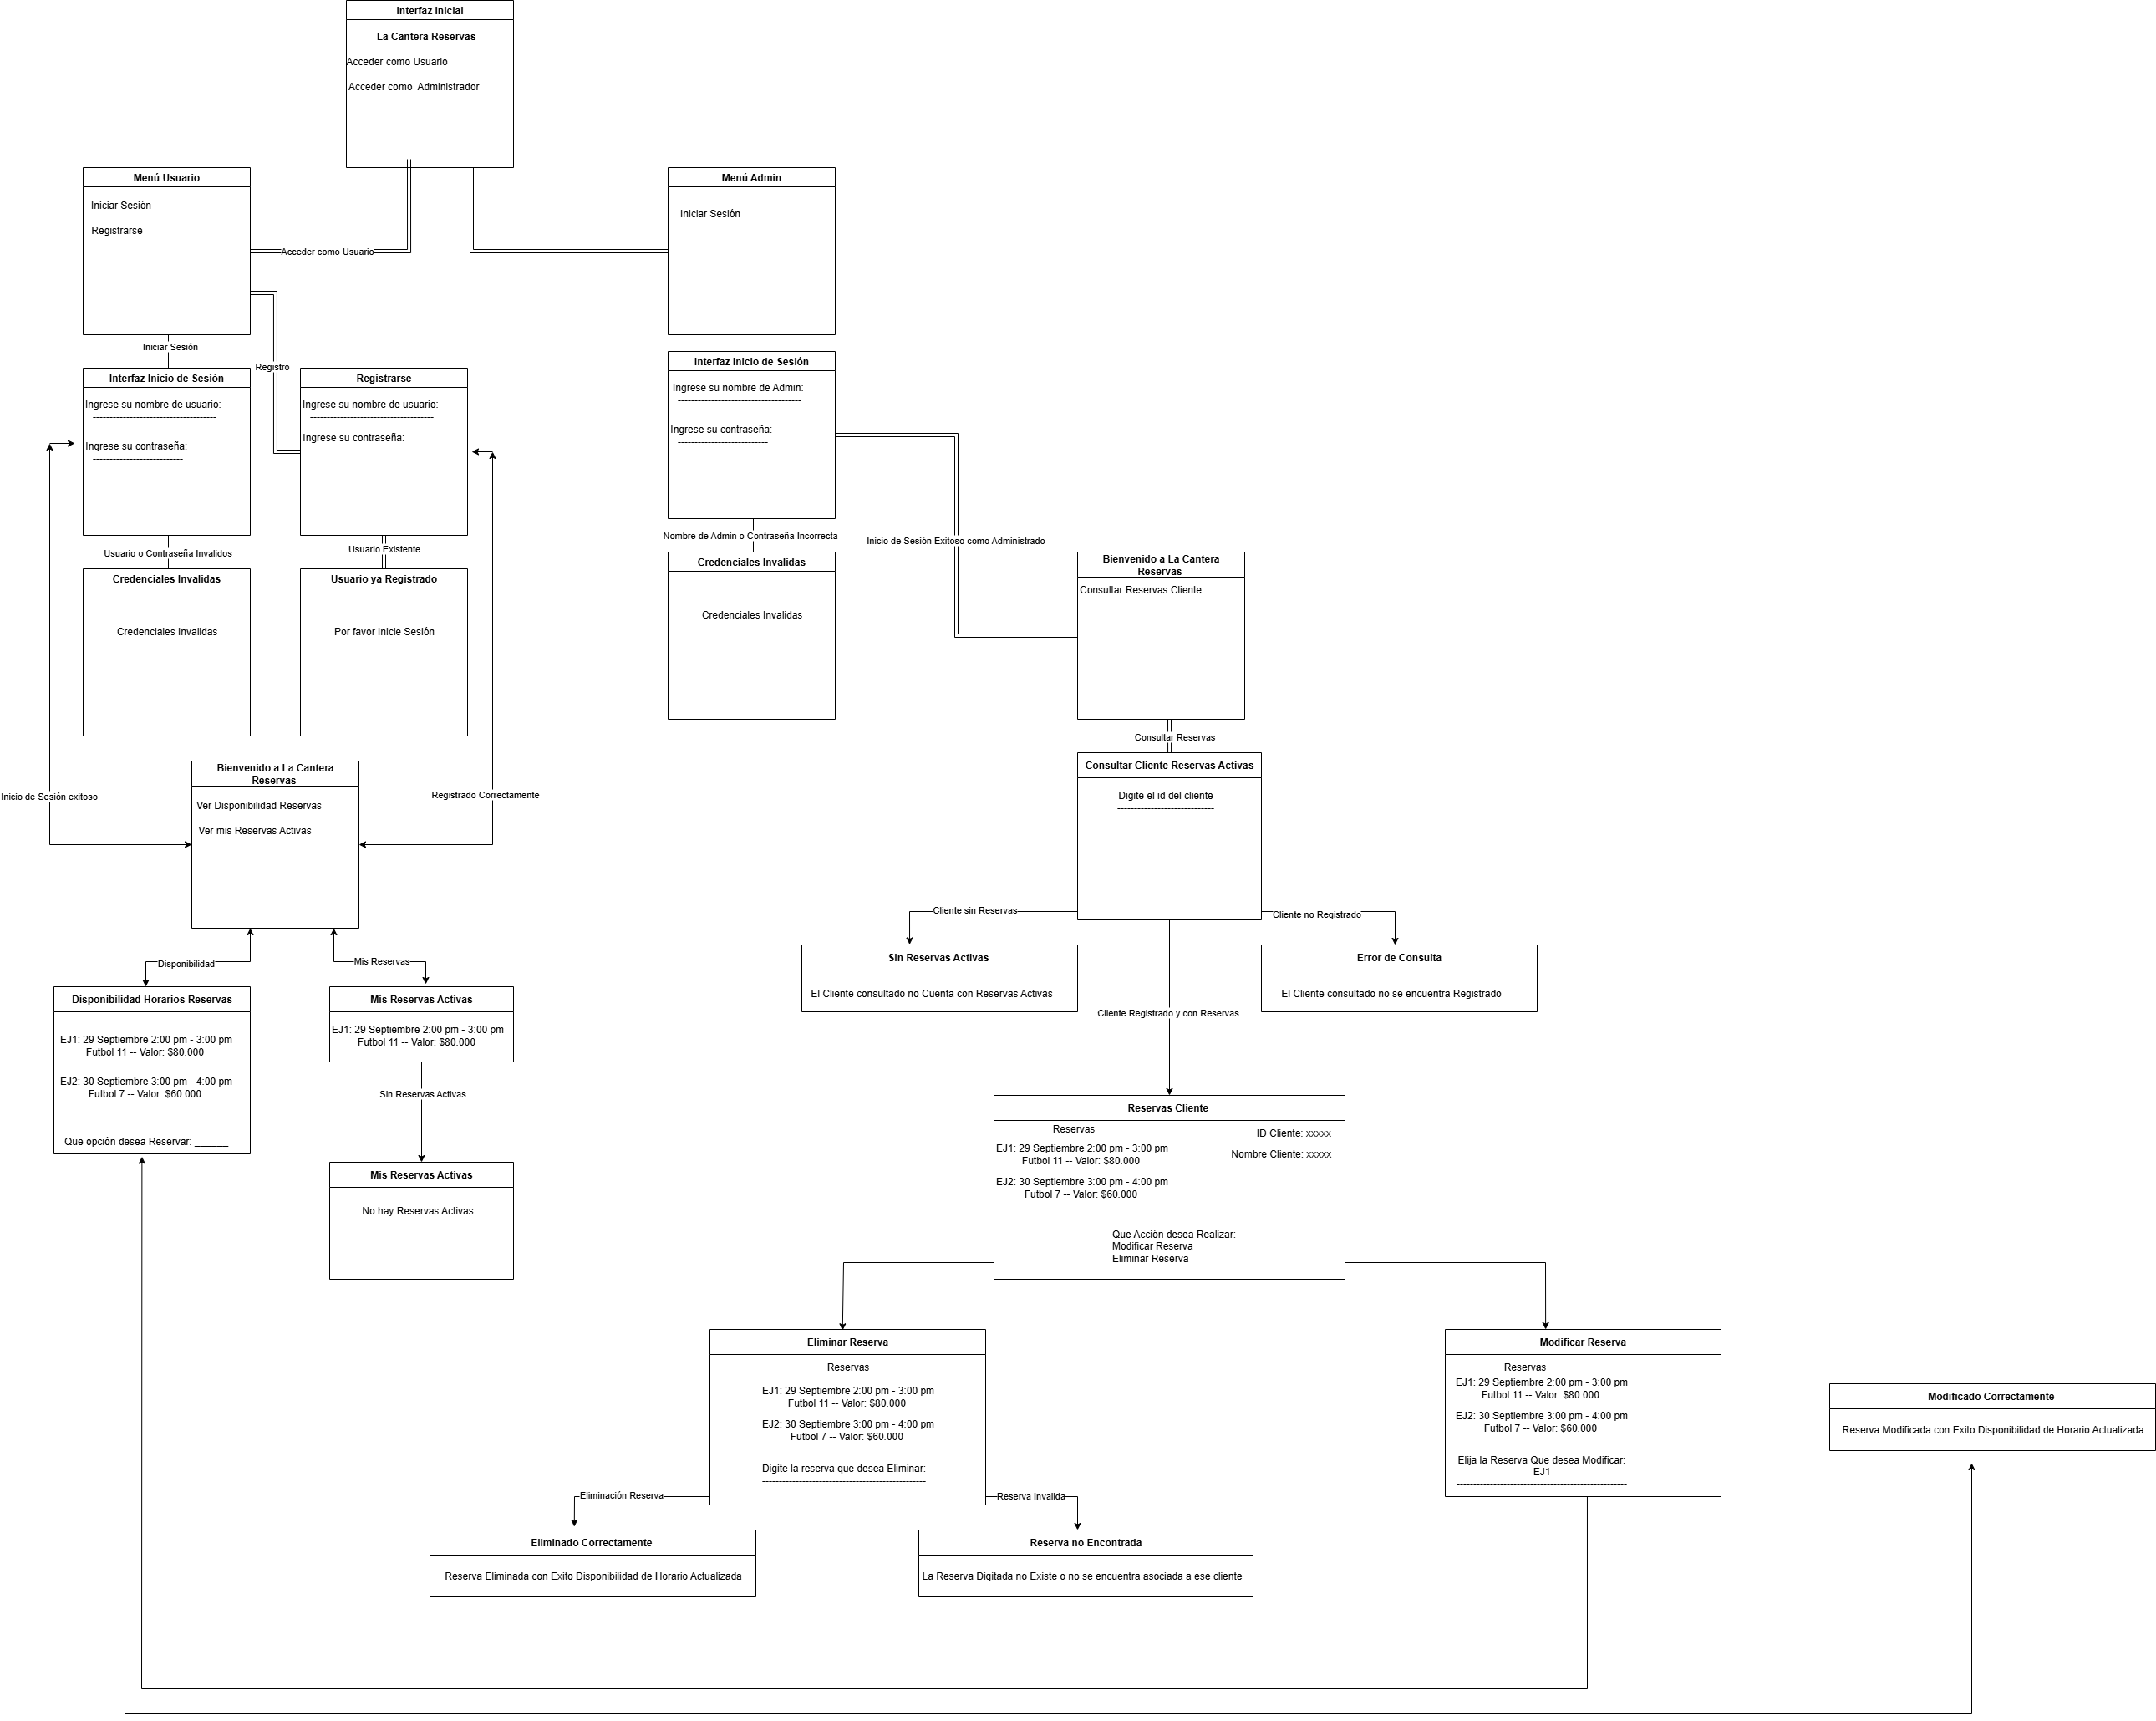 Interfaz inicial
La Cantera Reservas
Acceder como Usuario
Acceder como  Administrador
Menú Usuario
Iniciar Sesión
Registrarse
Menú Admin
Iniciar Sesión
Acceder como Usuario
Iniciar Sesión
Registro
Interfaz Inicio de Sesión
Ingrese su nombre de usuario:
-------------------------------------
Ingrese su contraseña:
---------------------------
Registrarse
Ingrese su nombre de usuario:
-------------------------------------
Ingrese su contraseña:
---------------------------
Interfaz Inicio de Sesión
Ingrese su nombre de Admin:
-------------------------------------
Ingrese su contraseña:
---------------------------
Usuario o Contraseña Invalidos
Usuario Existente
Nombre de Admin o Contraseña Incorrecta
Inicio de Sesión Exitoso como Administrado
Credenciales Invalidas
Credenciales Invalidas
Usuario ya Registrado
Por favor Inicie Sesión
Credenciales Invalidas
Credenciales Invalidas
Bienvenido a La Cantera
Reservas
Consultar Reservas Cliente
Consultar Reservas
Inicio de Sesión exitoso
Bienvenido a La Cantera
Reservas
Ver Disponibilidad Reservas
Ver mis Reservas Activas
Registrado Correctamente
Consultar Cliente Reservas Activas
Digite el id del cliente
-----------------------------
Cliente sin Reservas
Cliente no Registrado
Disponibilidad
Mis Reservas
Sin Reservas Activas
El Cliente consultado no Cuenta con Reservas Activas
Error de Consulta
El Cliente consultado no se encuentra Registrado
Cliente Registrado y con Reservas
Disponibilidad Horarios Reservas
EJ1: 29 Septiembre 2:00 pm - 3:00 pm
Futbol 11 -- Valor: $80.000
EJ2: 30 Septiembre 3:00 pm - 4:00 pm
Futbol 7 -- Valor: $60.000
Que opción desea Reservar: ______
Mis Reservas Activas
EJ1: 29 Septiembre 2:00 pm - 3:00 pm
Futbol 11 -- Valor: $80.000
Sin Reservas Activas
Mis Reservas Activas
No hay Reservas Activas
Reservas Cliente
Reservas
ID Cliente: xxxxx
EJ1: 29 Septiembre 2:00 pm - 3:00 pm
Futbol 11 -- Valor: $80.000
Nombre Cliente: xxxxx
EJ2: 30 Septiembre 3:00 pm - 4:00 pm
Futbol 7 -- Valor: $60.000
Que Acción desea Realizar:
Modificar Reserva
Eliminar Reserva
Eliminar Reserva
Reservas
EJ1: 29 Septiembre 2:00 pm - 3:00 pm
Futbol 11 -- Valor: $80.000
EJ2: 30 Septiembre 3:00 pm - 4:00 pm
Futbol 7 -- Valor: $60.000
Digite la reserva que desea Eliminar:
-------------------------------------------------
Modificar Reserva
Reservas
EJ1: 29 Septiembre 2:00 pm - 3:00 pm
Futbol 11 -- Valor: $80.000
EJ2: 30 Septiembre 3:00 pm - 4:00 pm
Futbol 7 -- Valor: $60.000
Elija la Reserva Que desea Modificar:
EJ1
---------------------------------------------------
Modificado Correctamente
Reserva Modificada con Exito Disponibilidad de Horario Actualizada
Eliminación Reserva
Reserva Invalida
Eliminado Correctamente
Reserva Eliminada con Exito Disponibilidad de Horario Actualizada
Reserva no Encontrada
La Reserva Digitada no Existe o no se encuentra asociada a ese cliente